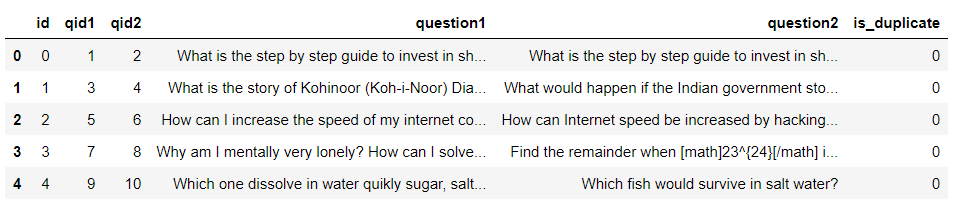 id qid1 qid2 question1 question2 is_duplicate
0 0 1 2 What is the step by step guide to invest in sh... What is the step by step guide to invest in sh... 0
1 1 3 4 What is the story of Kohinoor (Koh-i-Noor) Dia... What would happen if the Indian government sto... 0
2 2 5 6 How can I increase the speed of my internet co... How can Internet speed be increased by hacking... 0
3 3 7 8 Why am I mentally very lonely? How can I solve... Find the remainder when [math]23^{24}[/math] i... 0
4 4 9 10 Which one dissolve in water quikly sugar, salt... Which fish would survive in salt water? 0